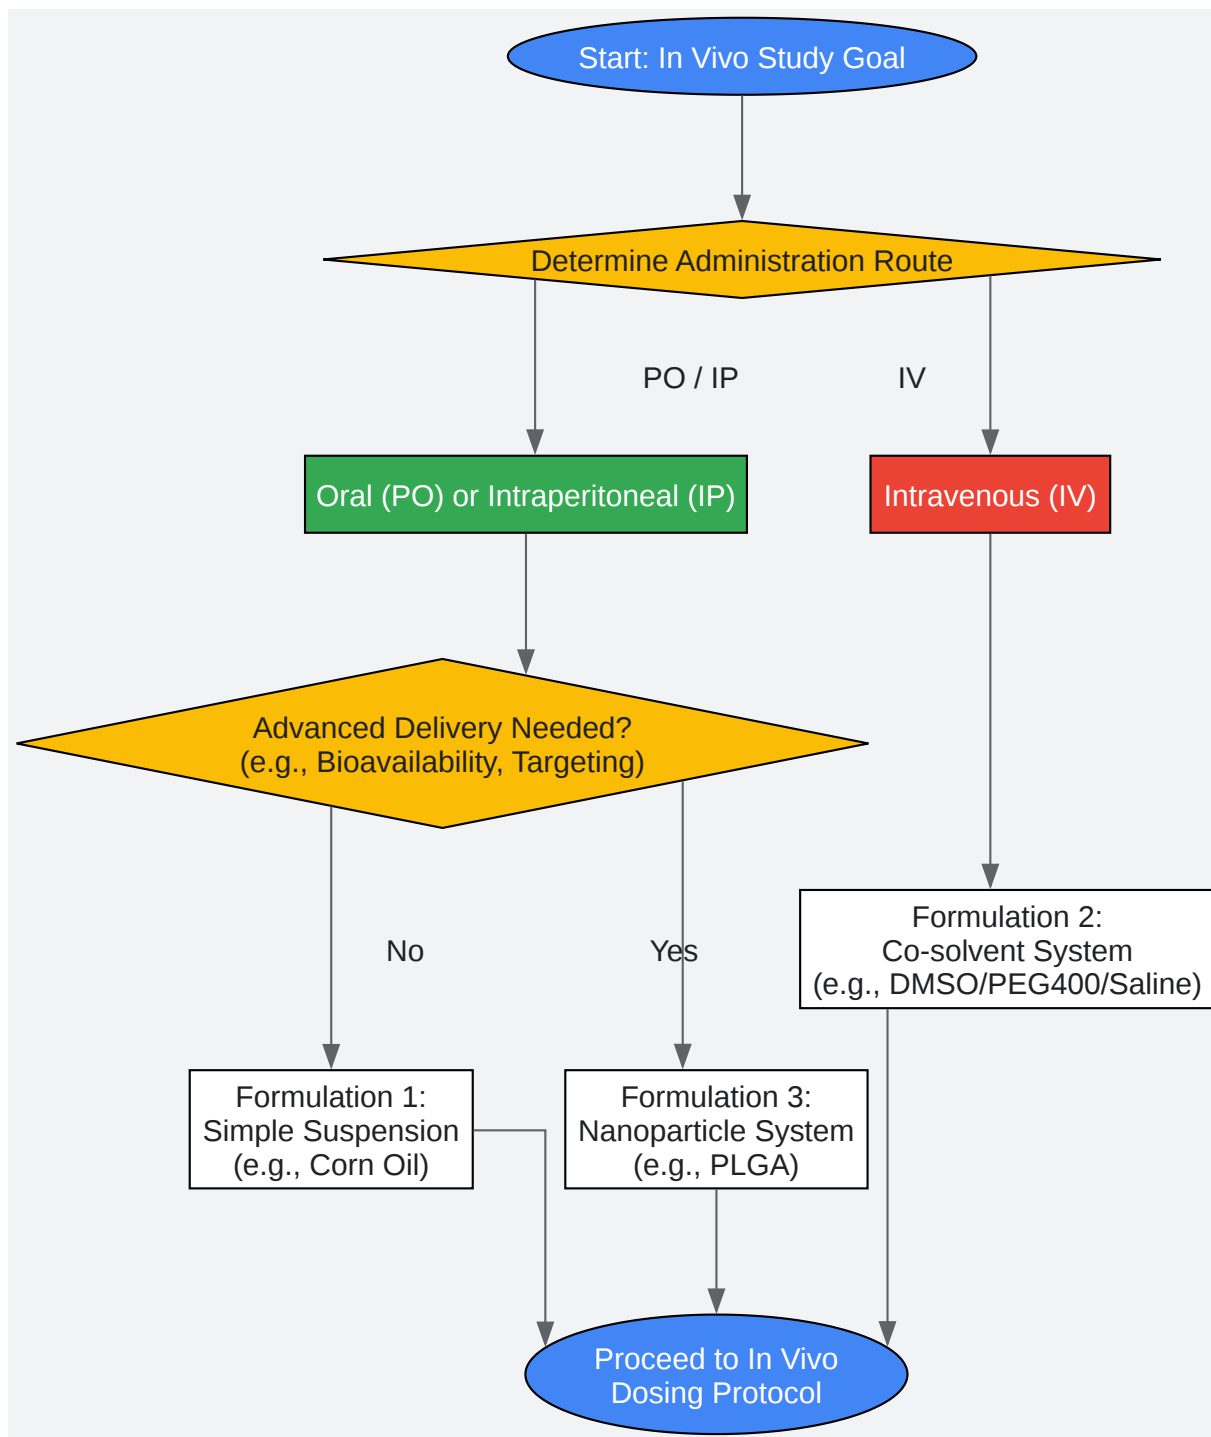 Start: In Vivo Study Goal
Determine Administration Route
PO / IP
IV
Oral (PO) or Intraperitoneal (IP)
Intravenous (IV)
Advanced Delivery Needed?
(e.g., Bioavailability, Targeting)
No
Yes
Formulation 2:
Co-solvent System
(e.g., DMSO/PEG400/Saline)
Formulation 1:
Simple Suspension
(e.g., Corn Oil)
Formulation 3:
Nanoparticle System
(e.g., PLGA)
Proceed to In Vivo
Dosing Protocol